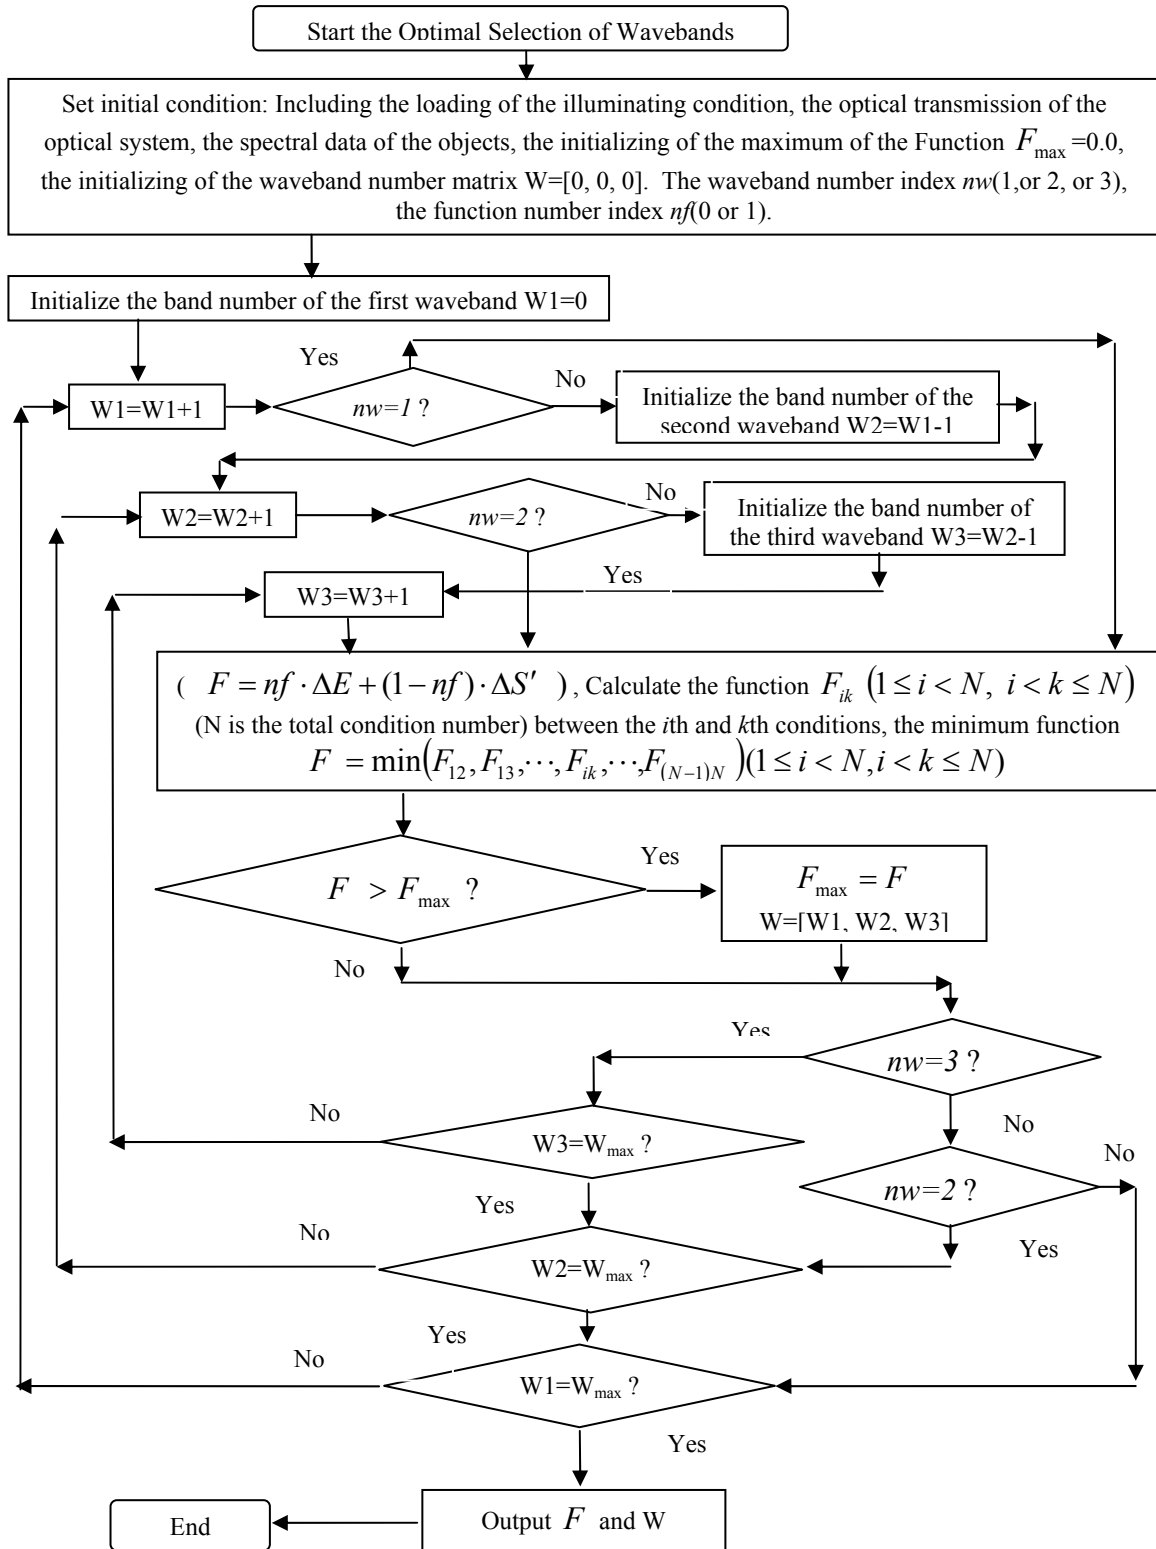 Start the Optimal Selection of Wavebands
Set initial condition: Including the loading of the illuminating condition, the optical transmission of the
optical system, the spectral data of the objects, the initializing of the maximum of the Function F_max =0.0,
the initializing of the waveband number matrix W=[0, 0, 0]. The waveband number index nw(1,or 2, or 3),
the function number index nf(0 or 1).
Initialize the band number of the first waveband W1=0
Yes
W1=W1+1
nw=1 ?
No
Initialize the band number of the
second waveband W2=W1-1
W2=W2+1
nw=2 ?
No
Initialize the band number of
the third waveband W3=W2-1
Yes
W3=W3+1
( F = nf · ΔE + (1 − nf) · ΔS′ ), Calculate the function F_ik (1 ≤ i < N, i < k ≤ N)
(N is the total condition number) between the ith and kth conditions, the minimum function
F = min(F_12, F_13, ⋯, F_ik, ⋯, F_(N−1)N)(1 ≤ i < N, i < k ≤ N)
F > F_max ?
Yes
F_max = F
W=[W1, W2, W3]
No
Yes
nw=3 ?
No
W3=W_max ?
No
No
nw=2 ?
Yes
No
W2=W_max ?
Yes
Yes
No
W1=W_max ?
Yes
Output F and W
End